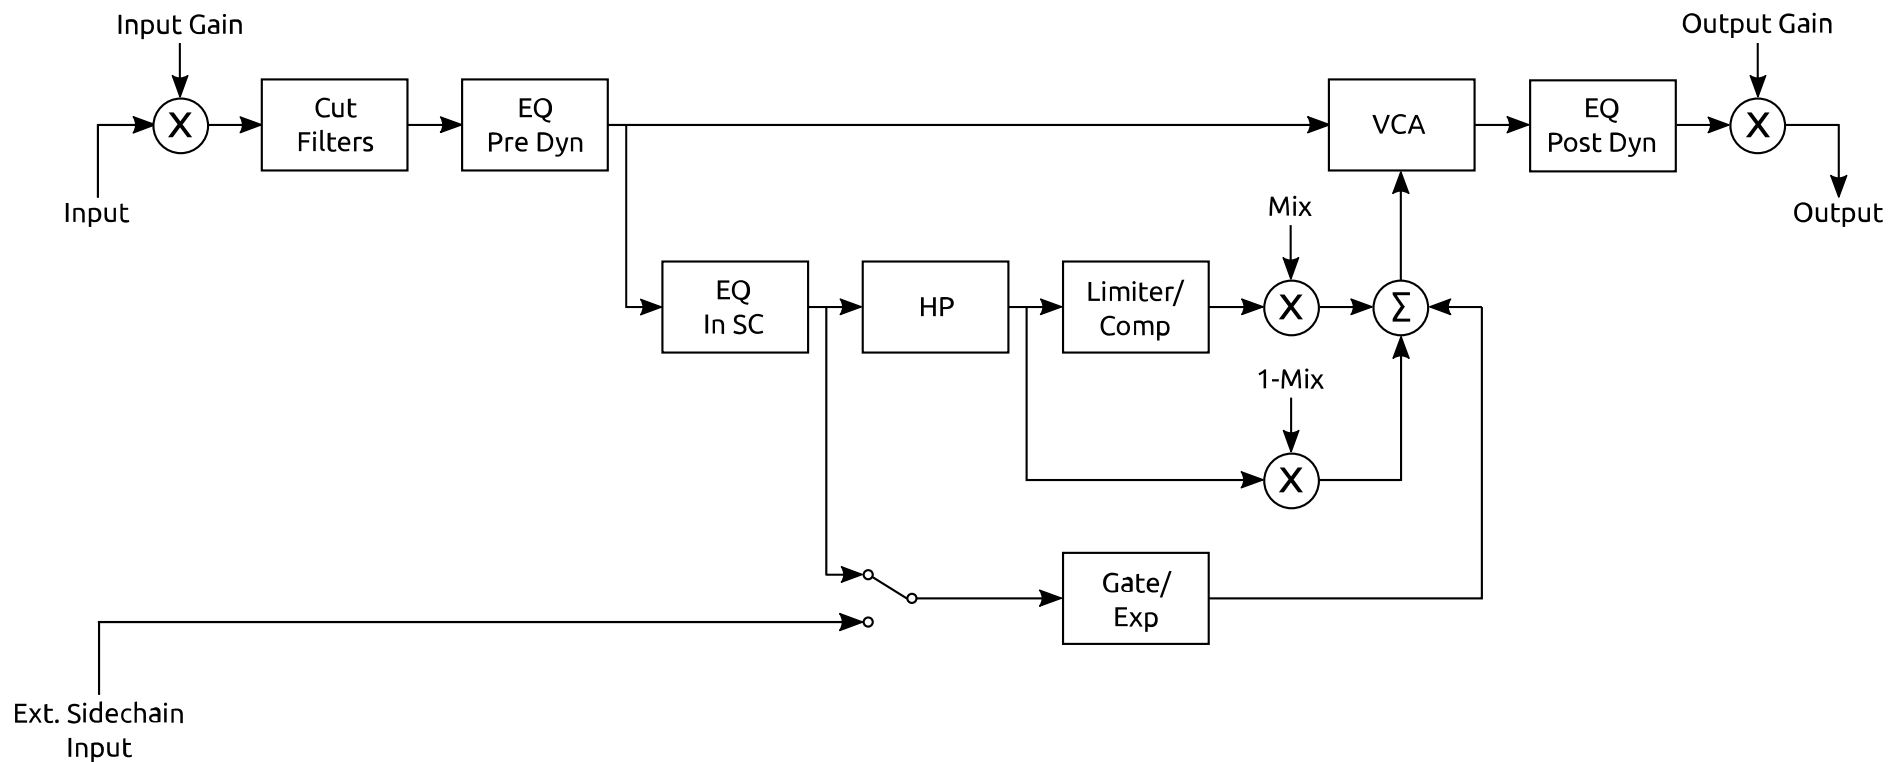 Input Gain
Output Gain
X
Cut
Filters
EQ
Pre Dyn
VCA
EQ
Post Dyn
X
Input
Mix
Output
EQ
In SC
HP
Limiter/
Comp
X
Σ
1-Mix
X
Gate/
Exp
Ext. Sidechain
Input